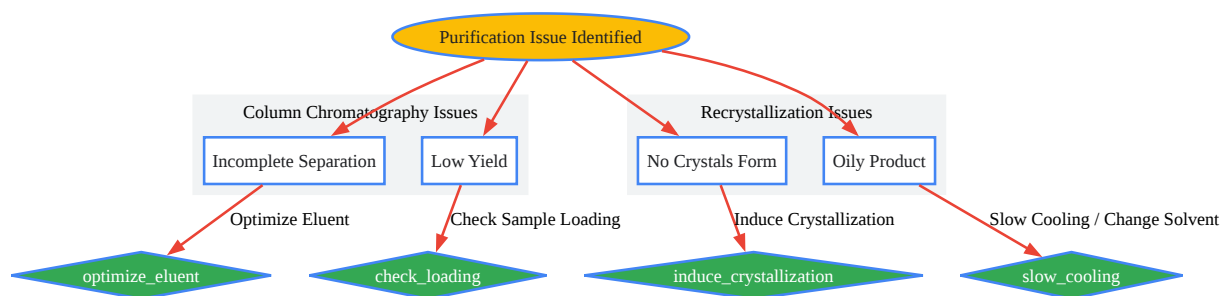 Purification Issue Identified
Column Chromatography Issues
Recrystallization Issues
Incomplete Separation
Low Yield
No Crystals Form
Oily Product
Optimize Eluent
Check Sample Loading
Induce Crystallization
Slow Cooling / Change Solvent
optimize_eluent
check_loading
induce_crystallization
slow_cooling